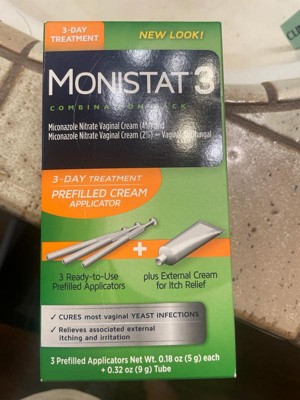 3-DAY
TREATMENT
NEW LOOK!
MONISTAT 3
COMBINATION PACK
Miconazole Nitrate Vaginal Cream (4%) and
Miconazole Nitrate Vaginal Cream (2%) — Vaginal Antifungal
3-DAY TREATMENT
PREFILLED CREAM
APPLICATOR
3 Ready-to-Use
Prefilled Applicators
+
plus External Cream
for Itch Relief
✓ CURES most vaginal YEAST INFECTIONS
✓ Relieves associated external
itching and irritation
3 Prefilled Applicators Net Wt. 0.18 oz (5 g) each
+ 0.32 oz (9 g) Tube